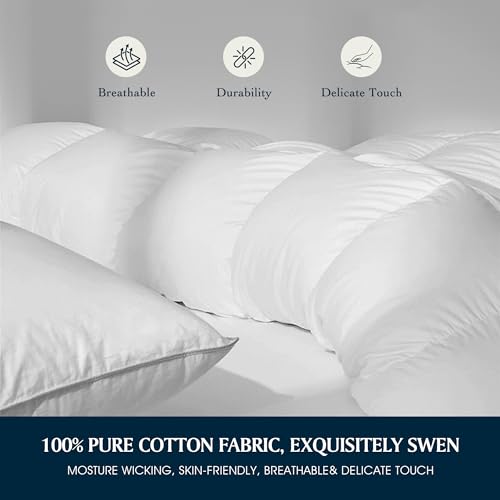 Breathable Durability Delicate Touch
100% PURE COTTON FABRIC, EXQUISITELY SWEN
MOSTURE WICKING, SKIN-FRIENDLY, BREATHABLE& DELICATE TOUCH